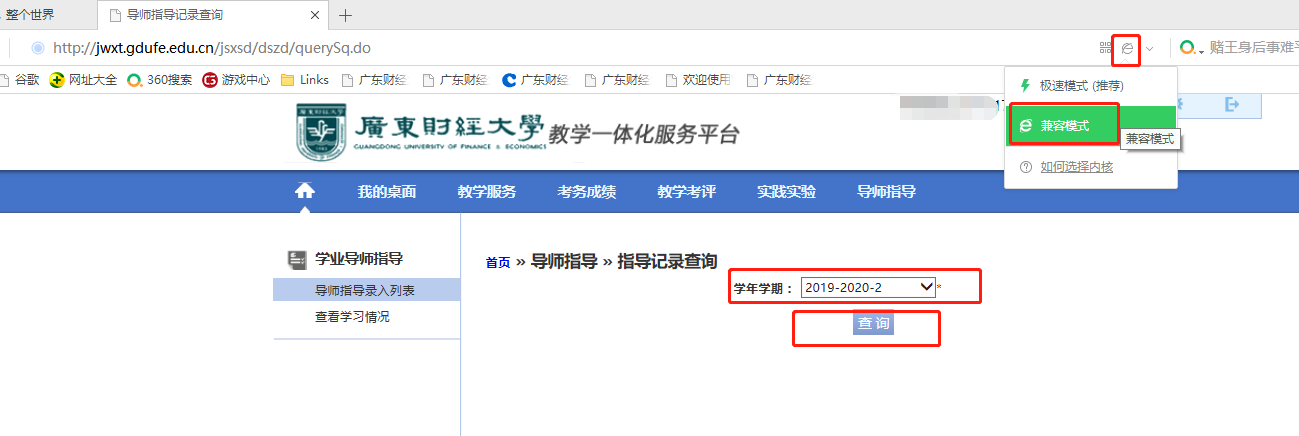 整个世界
导师指导记录查询
http://jwxt.gdufe.edu.cn/jsxsd/dszd/querySq.do
赌王身后事难平
谷歌 网址大全 360搜索 游戏中心 Links 广东财经 广东财经 广东财经 广东财经 欢迎使用 广东财经
极速模式 (推荐)
兼容模式
兼容模式
如何选择内核
廣東財經大學
GUANGDONG UNIVERSITY OF FINANCE & ECONOMICS
教学一体化服务平台
我的桌面 教学服务 考务成绩 教学考评 实践实验 导师指导
学业导师指导
导师指导录入列表
查看学习情况
首页 » 导师指导 » 指导记录查询
学年学期： 2019-2020-2 *
查 询